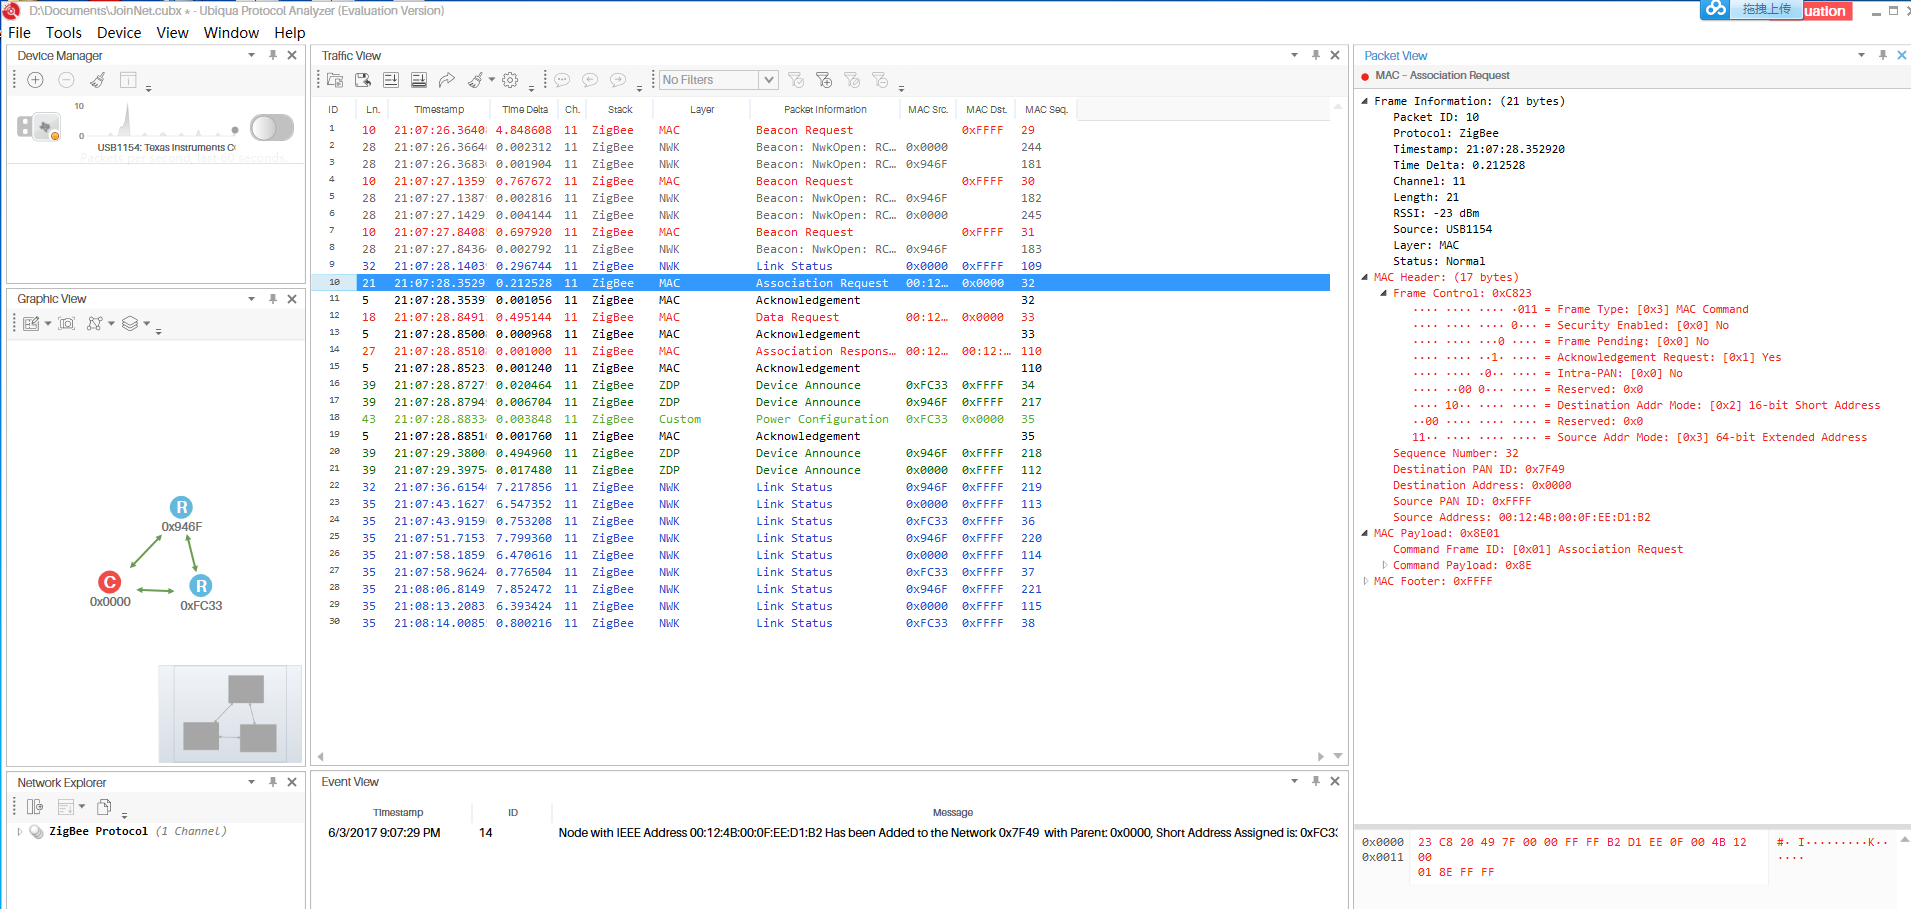 D:\Documents\JoinNet.cubx * - Ubiqua Protocol Analyzer (Evaluation Version)
拖拽上传
uation
File Tools Device View Window Help
Device Manager
10
0
USB1154: Texas Instruments C
Packets per second, last 60 seconds.
Graphic View
R
0x946F
C
0x0000
R
0xFC33
Network Explorer
ZigBee Protocol (1 Channel)
Traffic View
No Filters
ID Ln. Timestamp Time Delta Ch. Stack Layer Packet Information MAC Src. MAC Dst. MAC Seq.
1 10 21:07:26.36408 4.848608 11 ZigBee MAC Beacon Request 0xFFFF 29
2 28 21:07:26.3664 0.002312 11 ZigBee NWK Beacon: NwkOpen: RC... 0x0000 244
3 28 21:07:26.3683 0.001904 11 ZigBee NWK Beacon: NwkOpen: RC... 0x946F 181
4 10 21:07:27.1359 0.767672 11 ZigBee MAC Beacon Request 0xFFFF 30
5 28 21:07:27.1387 0.002816 11 ZigBee NWK Beacon: NwkOpen: RC... 0x946F 182
6 28 21:07:27.1429 0.004144 11 ZigBee NWK Beacon: NwkOpen: RC... 0x0000 245
7 10 21:07:27.8408 0.697920 11 ZigBee MAC Beacon Request 0xFFFF 31
8 28 21:07:27.8436 0.002792 11 ZigBee NWK Beacon: NwkOpen: RC... 0x946F 183
9 32 21:07:28.1403 0.296744 11 ZigBee NWK Link Status 0x0000 0xFFFF 109
10 21 21:07:28.3529 0.212528 11 ZigBee MAC Association Request 00:12... 0x0000 32
11 5 21:07:28.3539 0.001056 11 ZigBee MAC Acknowledgement 32
12 18 21:07:28.8491 0.495144 11 ZigBee MAC Data Request 00:12... 0x0000 33
13 5 21:07:28.8500 0.000968 11 ZigBee MAC Acknowledgement 33
14 27 21:07:28.8510 0.001000 11 ZigBee MAC Association Respons... 00:12... 00:12:... 110
15 5 21:07:28.8523 0.001240 11 ZigBee MAC Acknowledgement 110
16 39 21:07:28.8727 0.020464 11 ZigBee ZDP Device Announce 0xFC33 0xFFFF 34
17 39 21:07:28.8794 0.006704 11 ZigBee ZDP Device Announce 0x946F 0xFFFF 217
18 43 21:07:28.8833 0.003848 11 ZigBee Custom Power Configuration 0xFC33 0x0000 35
19 5 21:07:28.8851 0.001760 11 ZigBee MAC Acknowledgement 35
20 39 21:07:29.3800 0.494960 11 ZigBee ZDP Device Announce 0x946F 0xFFFF 218
21 39 21:07:29.3975 0.017480 11 ZigBee ZDP Device Announce 0x0000 0xFFFF 112
22 32 21:07:36.6154 7.217856 11 ZigBee NWK Link Status 0x946F 0xFFFF 219
23 35 21:07:43.1627 6.547352 11 ZigBee NWK Link Status 0x0000 0xFFFF 113
24 35 21:07:43.9159 0.753208 11 ZigBee NWK Link Status 0xFC33 0xFFFF 36
25 35 21:07:51.7153 7.799360 11 ZigBee NWK Link Status 0x946F 0xFFFF 220
26 35 21:07:58.1859 6.470616 11 ZigBee NWK Link Status 0x0000 0xFFFF 114
27 35 21:07:58.9624 0.776504 11 ZigBee NWK Link Status 0xFC33 0xFFFF 37
28 35 21:08:06.8149 7.852472 11 ZigBee NWK Link Status 0x946F 0xFFFF 221
29 35 21:08:13.2083 6.393424 11 ZigBee NWK Link Status 0x0000 0xFFFF 115
30 35 21:08:14.0085 0.800216 11 ZigBee NWK Link Status 0xFC33 0xFFFF 38
Event View
Timestamp ID Message
6/3/2017 9:07:29 PM 14 Node with IEEE Address 00:12:4B:00:0F:EE:D1:B2 Has been Added to the Network 0x7F49 with Parent: 0x0000, Short Address Assigned is: 0xFC33
Packet View
MAC - Association Request
Frame Information: (21 bytes)
Packet ID: 10
Protocol: ZigBee
Timestamp: 21:07:28.352920
Time Delta: 0.212528
Channel: 11
Length: 21
RSSI: -23 dBm
Source: USB1154
Layer: MAC
Status: Normal
MAC Header: (17 bytes)
Frame Control: 0xC823
···· ···· ···· ·011 = Frame Type: [0x3] MAC Command
···· ···· ···· 0··· = Security Enabled: [0x0] No
···· ···· ···0 ···· = Frame Pending: [0x0] No
···· ···· ··1· ···· = Acknowledgement Request: [0x1] Yes
···· ···· ·0·· ···· = Intra-PAN: [0x0] No
···· ··00 0··· ···· = Reserved: 0x0
···· 10·· ···· ···· = Destination Addr Mode: [0x2] 16-bit Short Address
··00 ···· ···· ···· = Reserved: 0x0
11·· ···· ···· ···· = Source Addr Mode: [0x3] 64-bit Extended Address
Sequence Number: 32
Destination PAN ID: 0x7F49
Destination Address: 0x0000
Source PAN ID: 0xFFFF
Source Address: 00:12:4B:00:0F:EE:D1:B2
MAC Payload: 0x8E01
Command Frame ID: [0x01] Association Request
Command Payload: 0x8E
MAC Footer: 0xFFFF
0x0000 23 C8 20 49 7F 00 00 FF FF B2 D1 EE 0F 00 4B 12 #· I·········K··
0x0011 00 ·····
01 8E FF FF